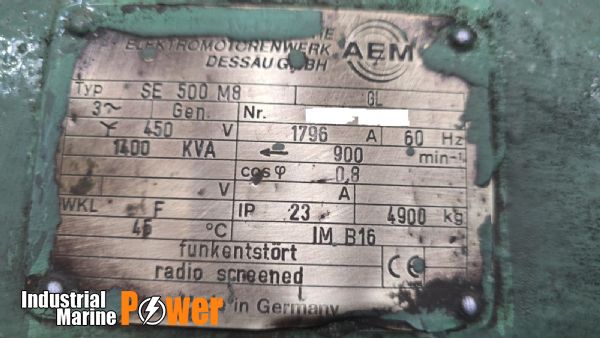 ELEKTROMOTORENWERK
DESSAU GMBH
AEM
Typ SE 500 M8 GL
3~ Gen. Nr.
Y 450 V 1796 A 60 Hz
1400 KVA ← 900 min-¹
cos φ 0,8
V A
WKL F IP 23 4900 kg
45 °C IM B16
funkentstört
radio screened
CE
in Germany
Industrial
Marine Power